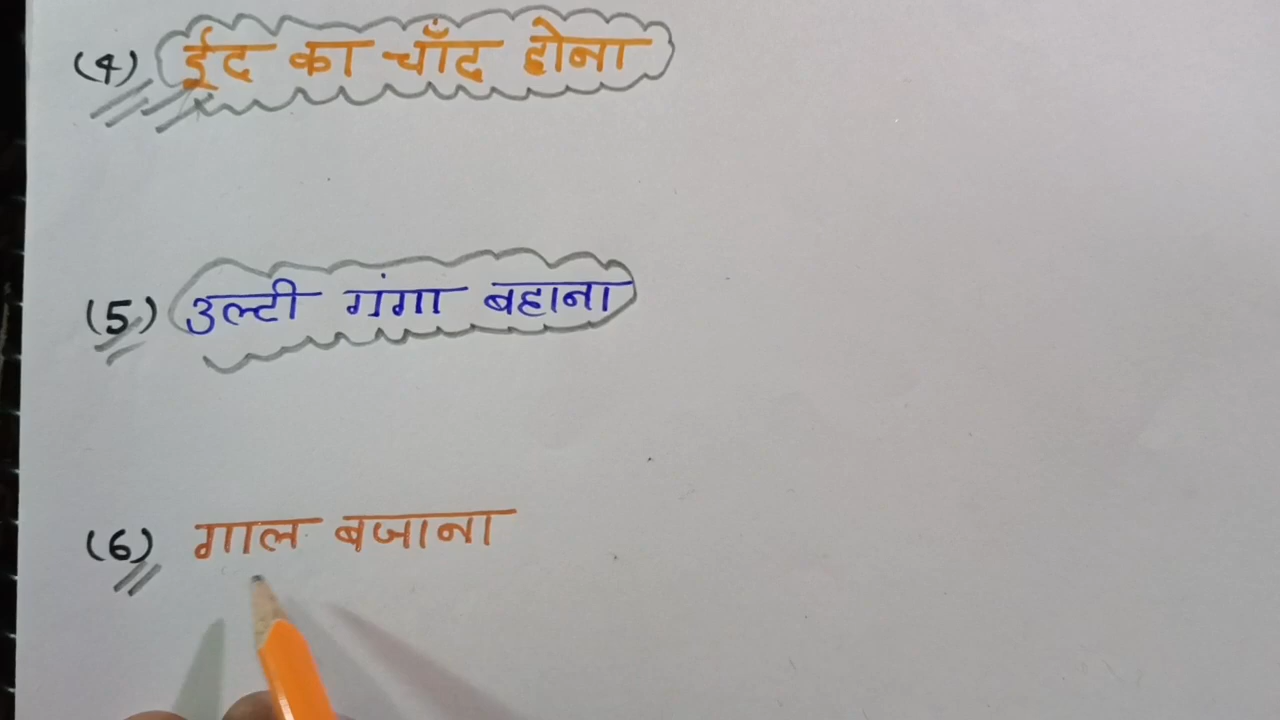 (4) ईद का चाँद होना
(5) उल्टी गंगा बहाना
(6) गाल बजाना